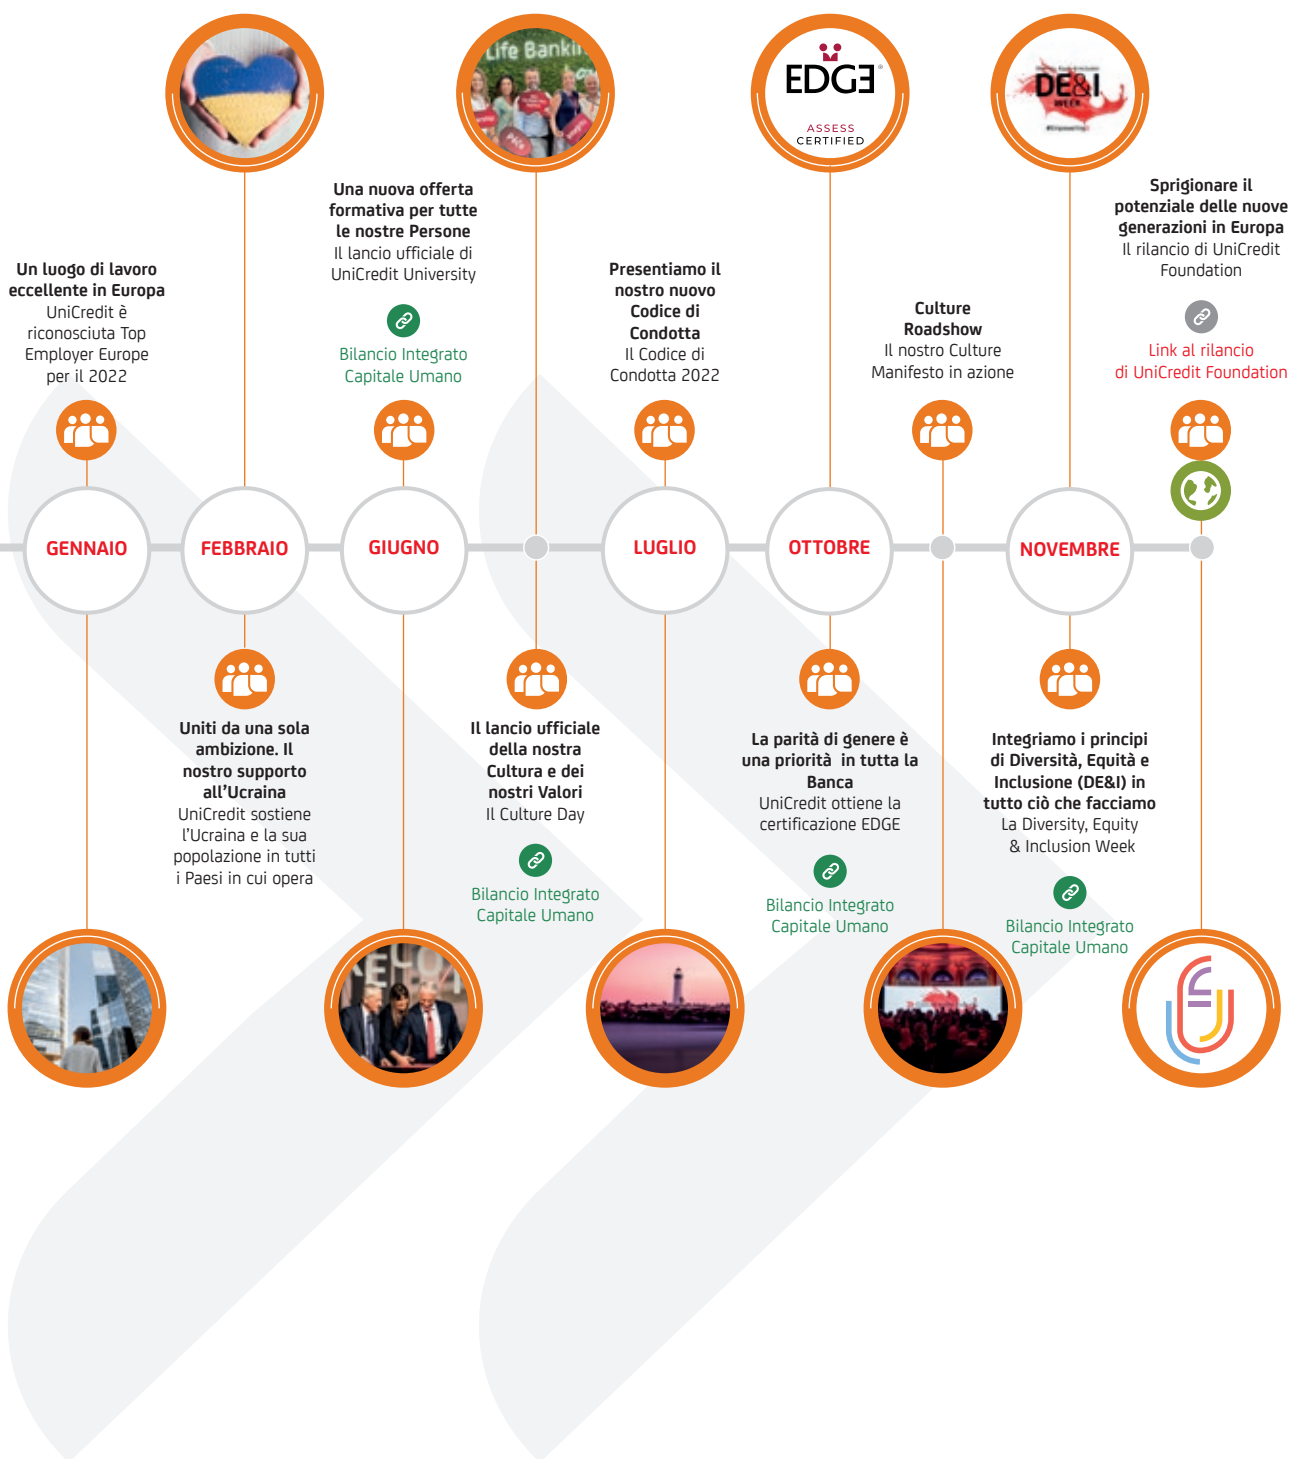 Life Bankin
EDGE
ASSESS
CERTIFIED
DE&I
WEEK
Un luogo di lavoro
eccellente in Europa
UniCredit è
riconosciuta Top
Employer Europe
per il 2022
Una nuova offerta
formativa per tutte
le nostre Persone
Il lancio ufficiale di
UniCredit University
Bilancio Integrato
Capitale Umano
Presentiamo il
nostro nuovo
Codice di
Condotta
Il Codice di
Condotta 2022
Culture
Roadshow
Il nostro Culture
Manifesto in azione
Sprigionare il
potenziale delle nuove
generazioni in Europa
Il rilancio di UniCredit
Foundation
Link al rilancio
di UniCredit Foundation
GENNAIO
FEBBRAIO
GIUGNO
LUGLIO
OTTOBRE
NOVEMBRE
Uniti da una sola
ambizione. Il
nostro supporto
all’Ucraina
UniCredit sostiene
l’Ucraina e la sua
popolazione in tutti
i Paesi in cui opera
Il lancio ufficiale
della nostra
Cultura e dei
nostri Valori
Il Culture Day
Bilancio Integrato
Capitale Umano
La parità di genere è
una priorità in tutta la
Banca
UniCredit ottiene la
certificazione EDGE
Bilancio Integrato
Capitale Umano
Integriamo i principi
di Diversità, Equità e
Inclusione (DE&I) in
tutto ciò che facciamo
La Diversity, Equity
& Inclusion Week
Bilancio Integrato
Capitale Umano